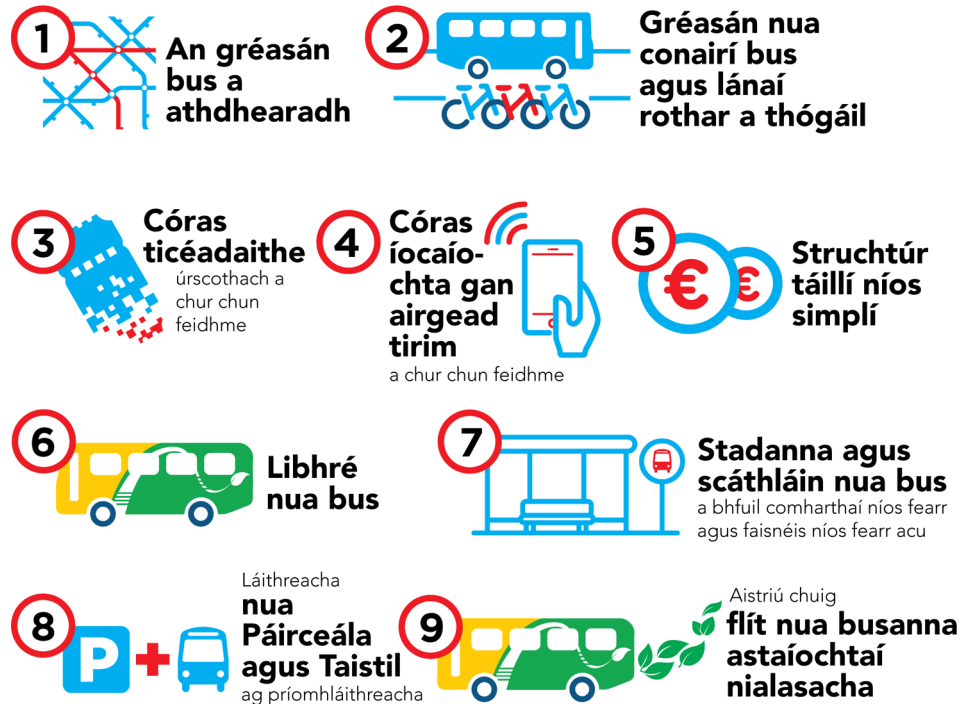 1
An gréasán
bus a
athdhearadh
2
Gréasán nua
conairí bus
agus lánaí
rothar a thógáil
3
Córas
ticéadaithe
úrscothach a
chur chun
feidhme
4
Córas
íocaío-
chta gan
airgead
tirim
a chur chun feidhme
5
€
€
Struchtúr
táillí níos
simplí
6
Libhré
nua bus
7
Stadanna agus
scáthláin nua bus
a bhfuil comharthaí níos fearr
agus faisnéis níos fearr acu
8
P
Láithreacha
nua
Páirceála
agus Taistil
ag príomhláithreacha
9
Aistriú chuig
flít nua busanna
astaíochtaí
nialasacha